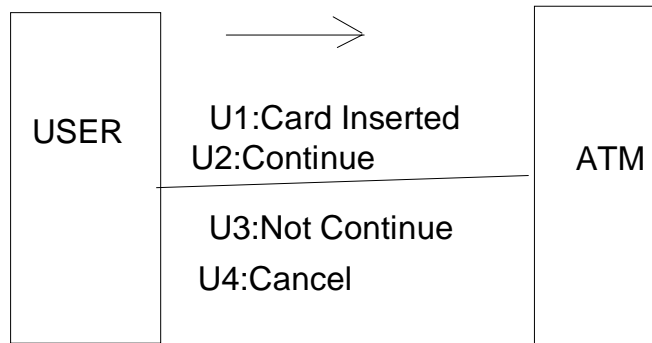 USER
U1:Card Inserted
U2:Continue
ATM
U3:Not Continue
U4:Cancel